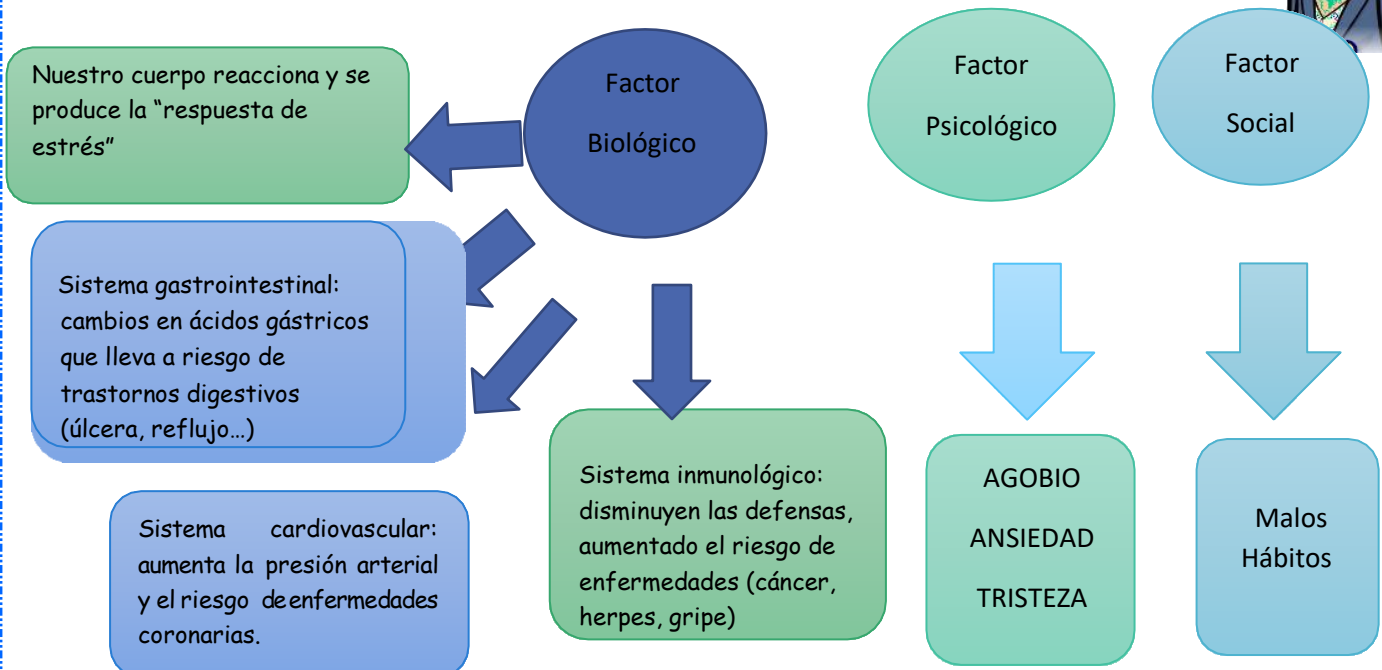 Factor
Biológico
Factor
Psicológico
Factor
Social
Nuestro cuerpo reacciona y se
produce la “respuesta de
estrés”
Sistema gastrointestinal:
cambios en ácidos gástricos
que lleva a riesgo de
trastornos digestivos
(úlcera, reflujo…)
Sistema cardiovascular:
aumenta la presión arterial
y el riesgo de enfermedades
coronarias.
Sistema inmunológico:
disminuyen las defensas,
aumentado el riesgo de
enfermedades (cáncer,
herpes, gripe)
AGOBIO
ANSIEDAD
TRISTEZA
Malos
Hábitos